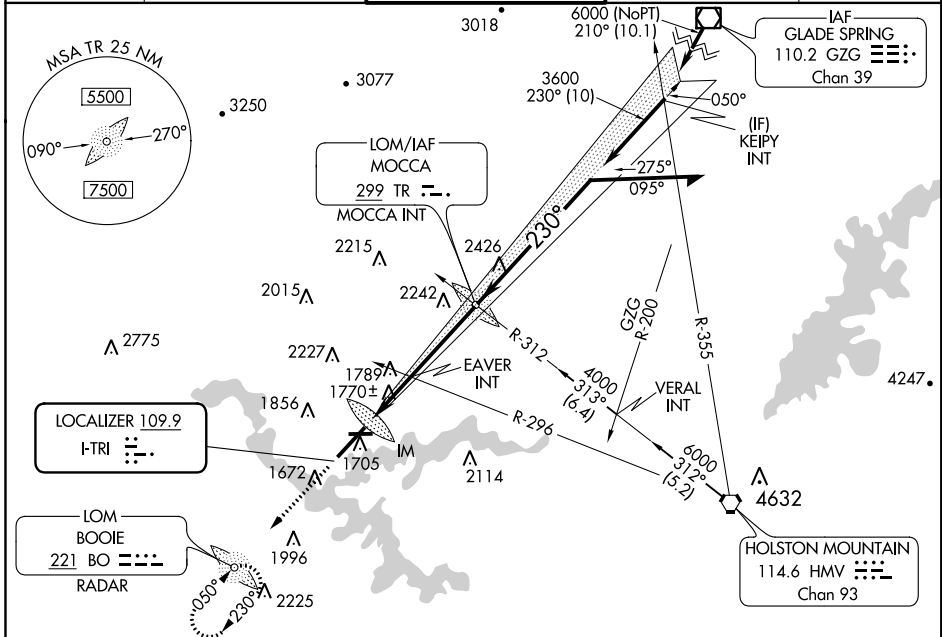 MSA TR 25 NM
5500
090°
270°
7500
3018
3077
3250
6000 (NoPT)
210° (10.1)
IAF
GLADE SPRING
110.2 GZG
Chan 39
3600
230° (10)
050°
(IF)
KEIPY
INT
LOM/IAF
MOCCA
299 TR
MOCCA INT
275°
095°
230°
2215
2426
2015
2242
2775
2227
1789
1770±
1856
EAVER
INT
R-312
GZG
R-200
R-355
4000
313°
(6.4)
VERAL
INT
4247
R-296
LOCALIZER 109.9
I-TRI
IM
1705
1672
2114
6000
312°
(5.2)
4632
LOM
BOOIE
221 BO
RADAR
1996
050°
230°
2225
HOLSTON MOUNTAIN
114.6 HMV
Chan 93